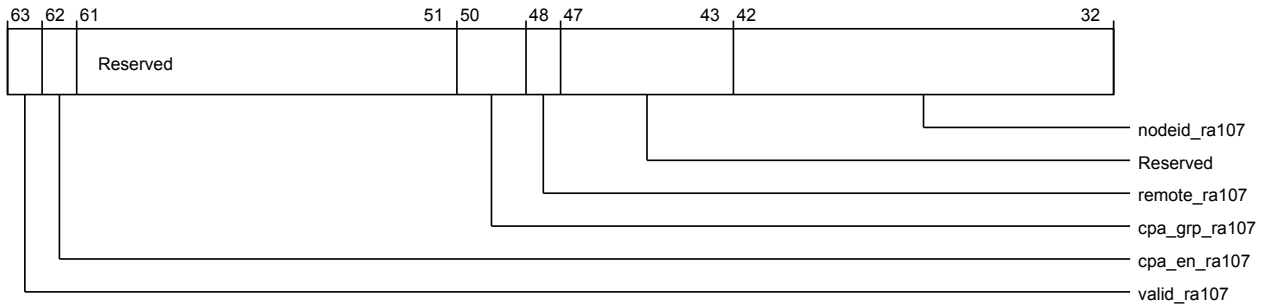 63 62 61 51 50 48 47 43 42 32
Reserved
nodeid_ra107
Reserved
remote_ra107
cpa_grp_ra107
cpa_en_ra107
valid_ra107